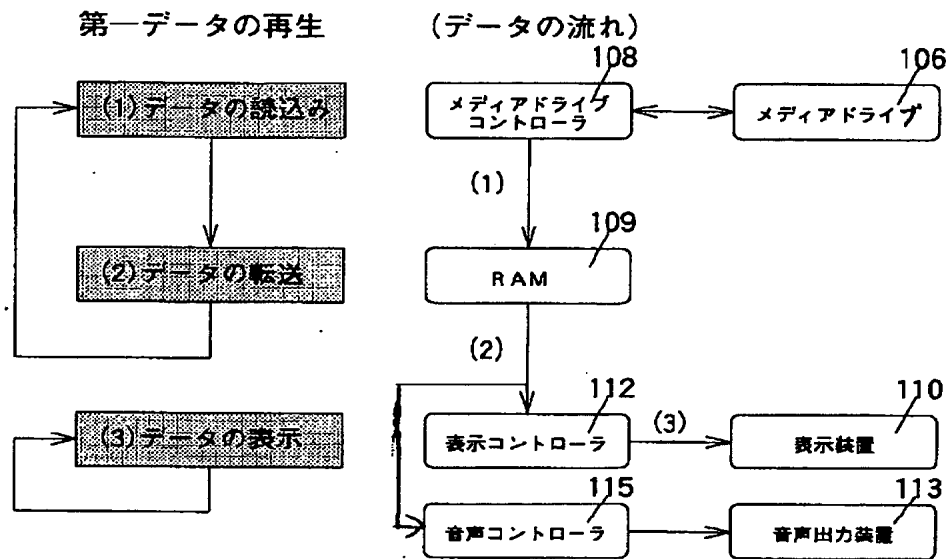 第一データの再生
(データの流れ)
108
106
(1)データの読込み
メディアドライブ
コントローラ
メディアドライブ
(1)
109
(2)データの転送
RAM
(2)
112
110
(3)データの表示
表示コントローラ
(3)
表示装置
115
113
音声コントローラ
音声出力装置